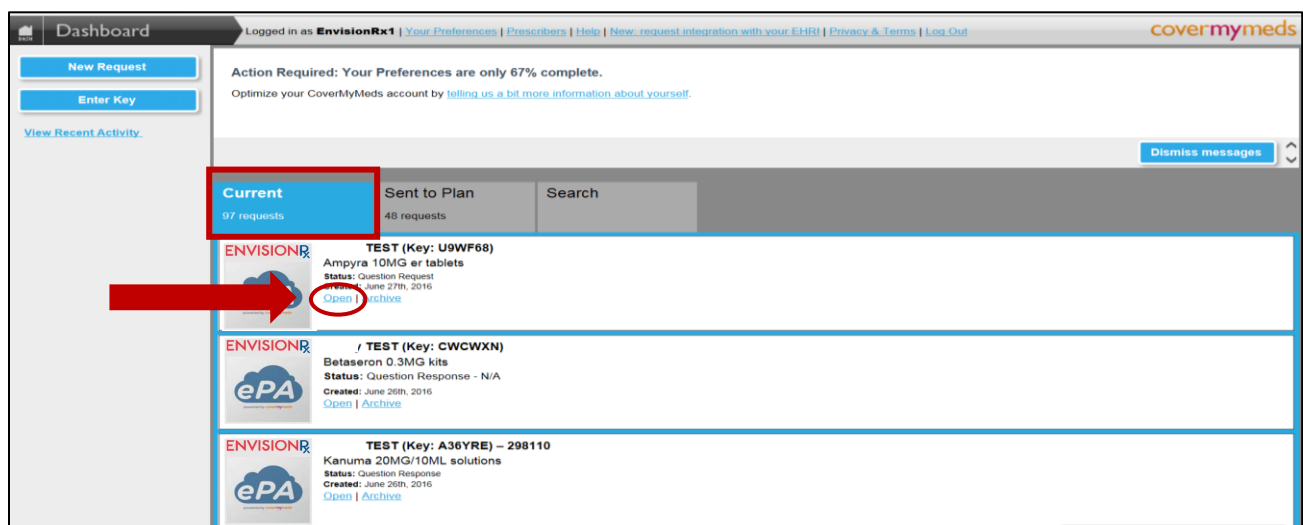 Dashboard
Logged in as EnvisionRx1 | Your Preferences | Prescribers | Help | New: request integration with your EHR! | Privacy & Terms | Log Out
covermymeds
New Request
Enter Key
View Recent Activity
Action Required: Your Preferences are only 67% complete.
Optimize your CoverMyMeds account by telling us a bit more information about yourself.
Dismiss messages
Current
97 requests
Sent to Plan
48 requests
Search
ENVISIONRx
TEST (Key: U9WF68)
Ampyra 10MG er tablets
Status: Question Request
Created: June 27th, 2016
Open | Archive
ENVISIONRx
ePA
TEST (Key: CWCWXN)
Betaseron 0.3MG kits
Status: Question Response - N/A
Created: June 26th, 2016
Open | Archive
ENVISIONRx
ePA
TEST (Key: A36YRE) – 298110
Kanuma 20MG/10ML solutions
Status: Question Response
Created: June 26th, 2016
Open | Archive